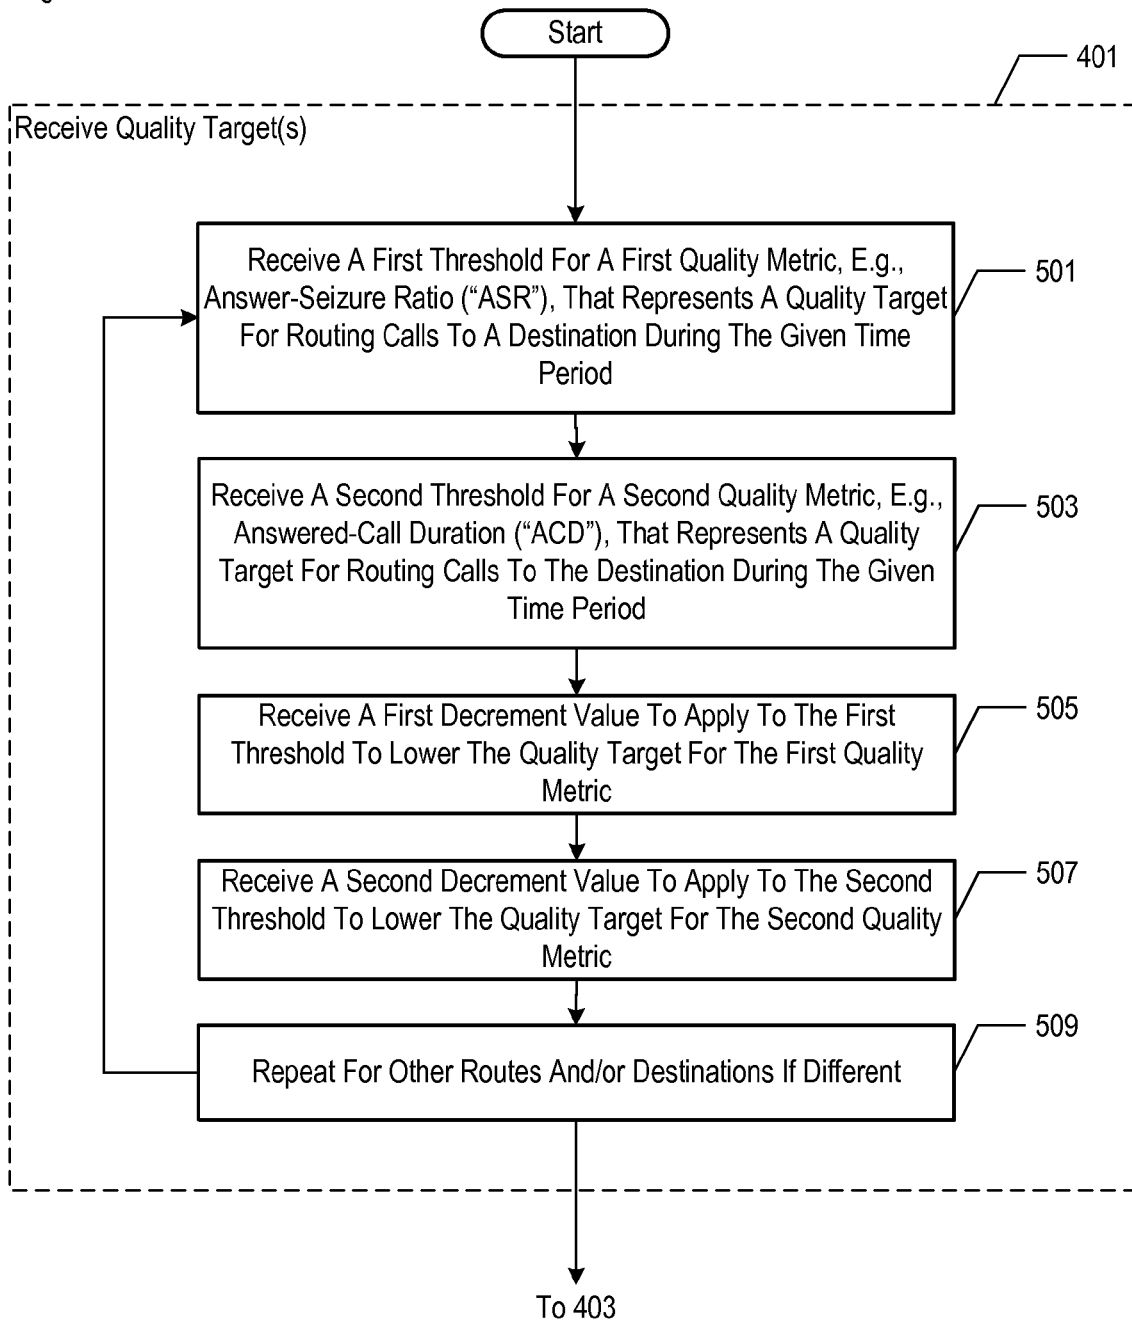 Start
401
Receive Quality Target(s)
Receive A First Threshold For A First Quality Metric, E.g.,
Answer-Seizure Ratio (“ASR”), That Represents A Quality Target
For Routing Calls To A Destination During The Given Time
Period
501
Receive A Second Threshold For A Second Quality Metric, E.g.,
Answered-Call Duration (“ACD”), That Represents A Quality
Target For Routing Calls To The Destination During The Given
Time Period
503
Receive A First Decrement Value To Apply To The First
Threshold To Lower The Quality Target For The First Quality
Metric
505
Receive A Second Decrement Value To Apply To The Second
Threshold To Lower The Quality Target For The Second Quality
Metric
507
Repeat For Other Routes And/or Destinations If Different
509
To 403